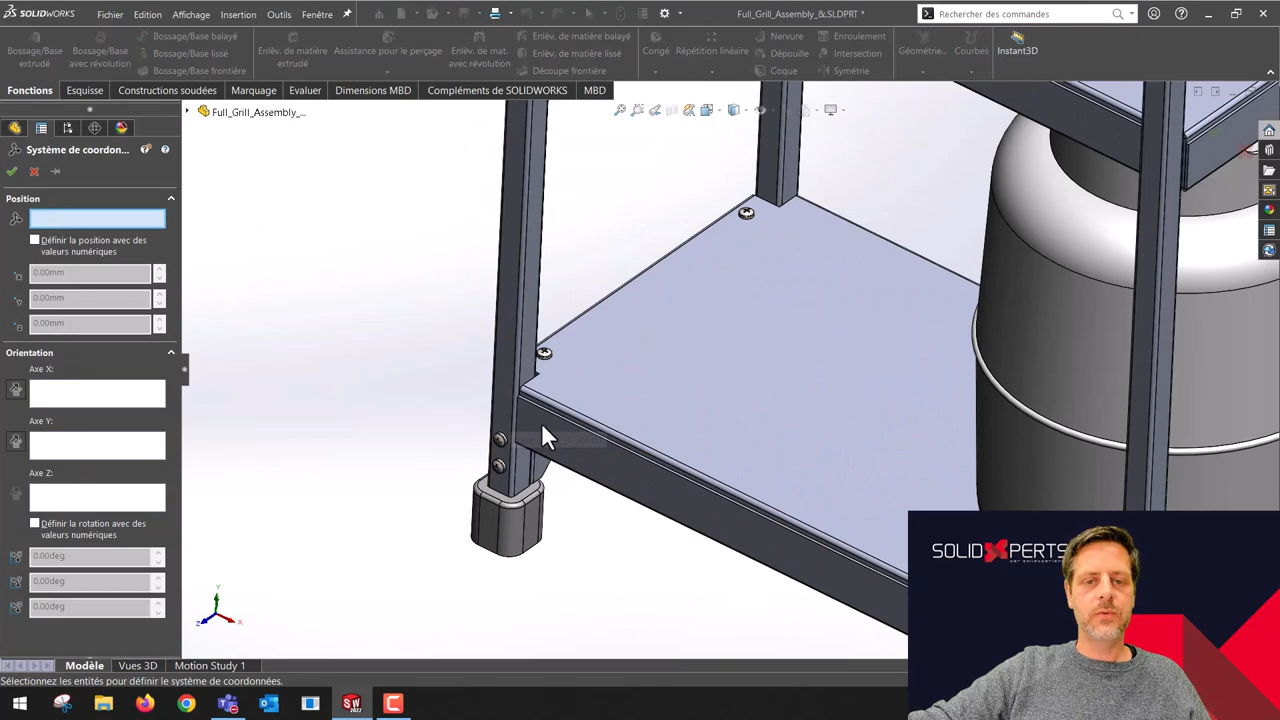 SOLIDWORKS
Fichier
Edition
Affichage
Insertion
Outils
Fenêtre
Full_Grill_Assembly_&.SLDPRT *
Rechercher des commandes
Bossage/Base
extrudé
Bossage/Base
avec révolution
Bossage/Base balayé
Bossage/Base lissé
Bossage/Base frontière
Enlèv. de matière
extrudé
Assistance pour le perçage
Enlèv. de mat.
avec révolution
Enlèv. de matière balayé
Enlèv. de matière lissé
Découpe frontière
Congé
Répétition linéaire
Nervure
Dépouille
Coque
Enroulement
Intersection
Symétrie
Géométrie...
Courbes
Instant3D
Fonctions
Esquisse
Constructions soudées
Marquage
Evaluer
Dimensions MBD
Compléments de SOLIDWORKS
MBD
Full_Grill_Assembly_...
Système de coordon...
Position
Définir la position avec des
valeurs numériques
0.00mm
0.00mm
0.00mm
Orientation
Axe X:
Axe Y:
Axe Z:
Définir la rotation avec des
valeurs numériques
0.00deg
0.00deg
0.00deg
Y
Z
X
SOLIDXPERTS
par solidxperience
Modèle
Vues 3D
Motion Study 1
Sélectionnez les entités pour définir le système de coordonnées.